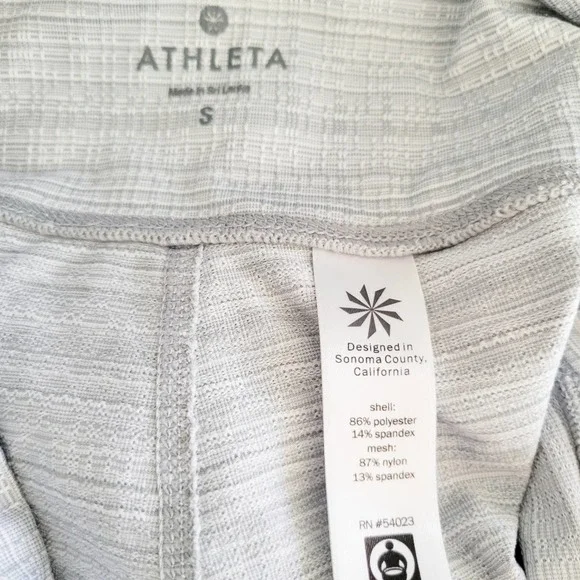 ATHLETA
Made in Sri Lanka
S
Designed in
Sonoma County,
California
shell:
86% polyester
14% spandex
mesh:
87% nylon
13% spandex
RN #54023